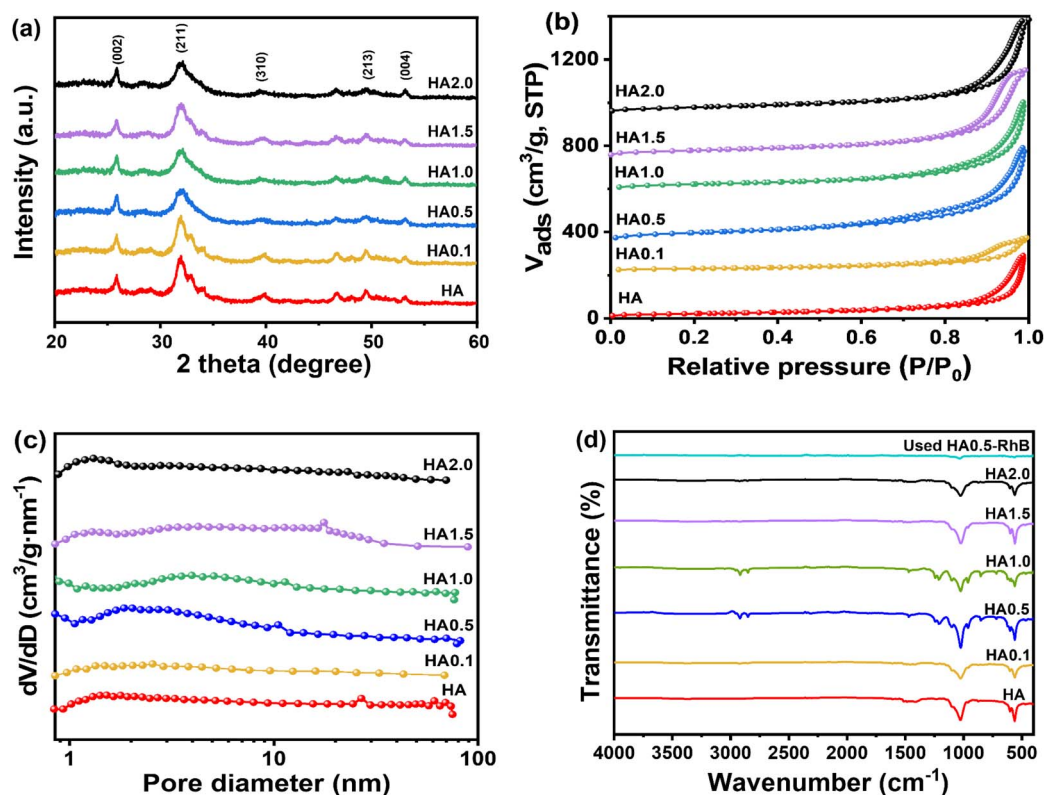 (a)
(002)
(211)
(310)
(213)
(004)
HA2.0
HA1.5
HA1.0
HA0.5
HA0.1
HA
Intensity (a.u.)
20
30
40
50
60
2 theta (degree)
(b)
1200
800
400
0
HA2.0
HA1.5
HA1.0
HA0.5
HA0.1
HA
Vads (cm³/g, STP)
0.0
0.2
0.4
0.6
0.8
1.0
Relative pressure (P/P₀)
(c)
HA2.0
HA1.5
HA1.0
HA0.5
HA0.1
HA
dV/dD (cm³/g·nm⁻¹)
1
10
100
Pore diameter (nm)
(d)
Used HA0.5-RhB
HA2.0
HA1.5
HA1.0
HA0.5
HA0.1
HA
Transmittance (%)
4000
3500
3000
2500
2000
1500
1000
500
Wavenumber (cm⁻¹)